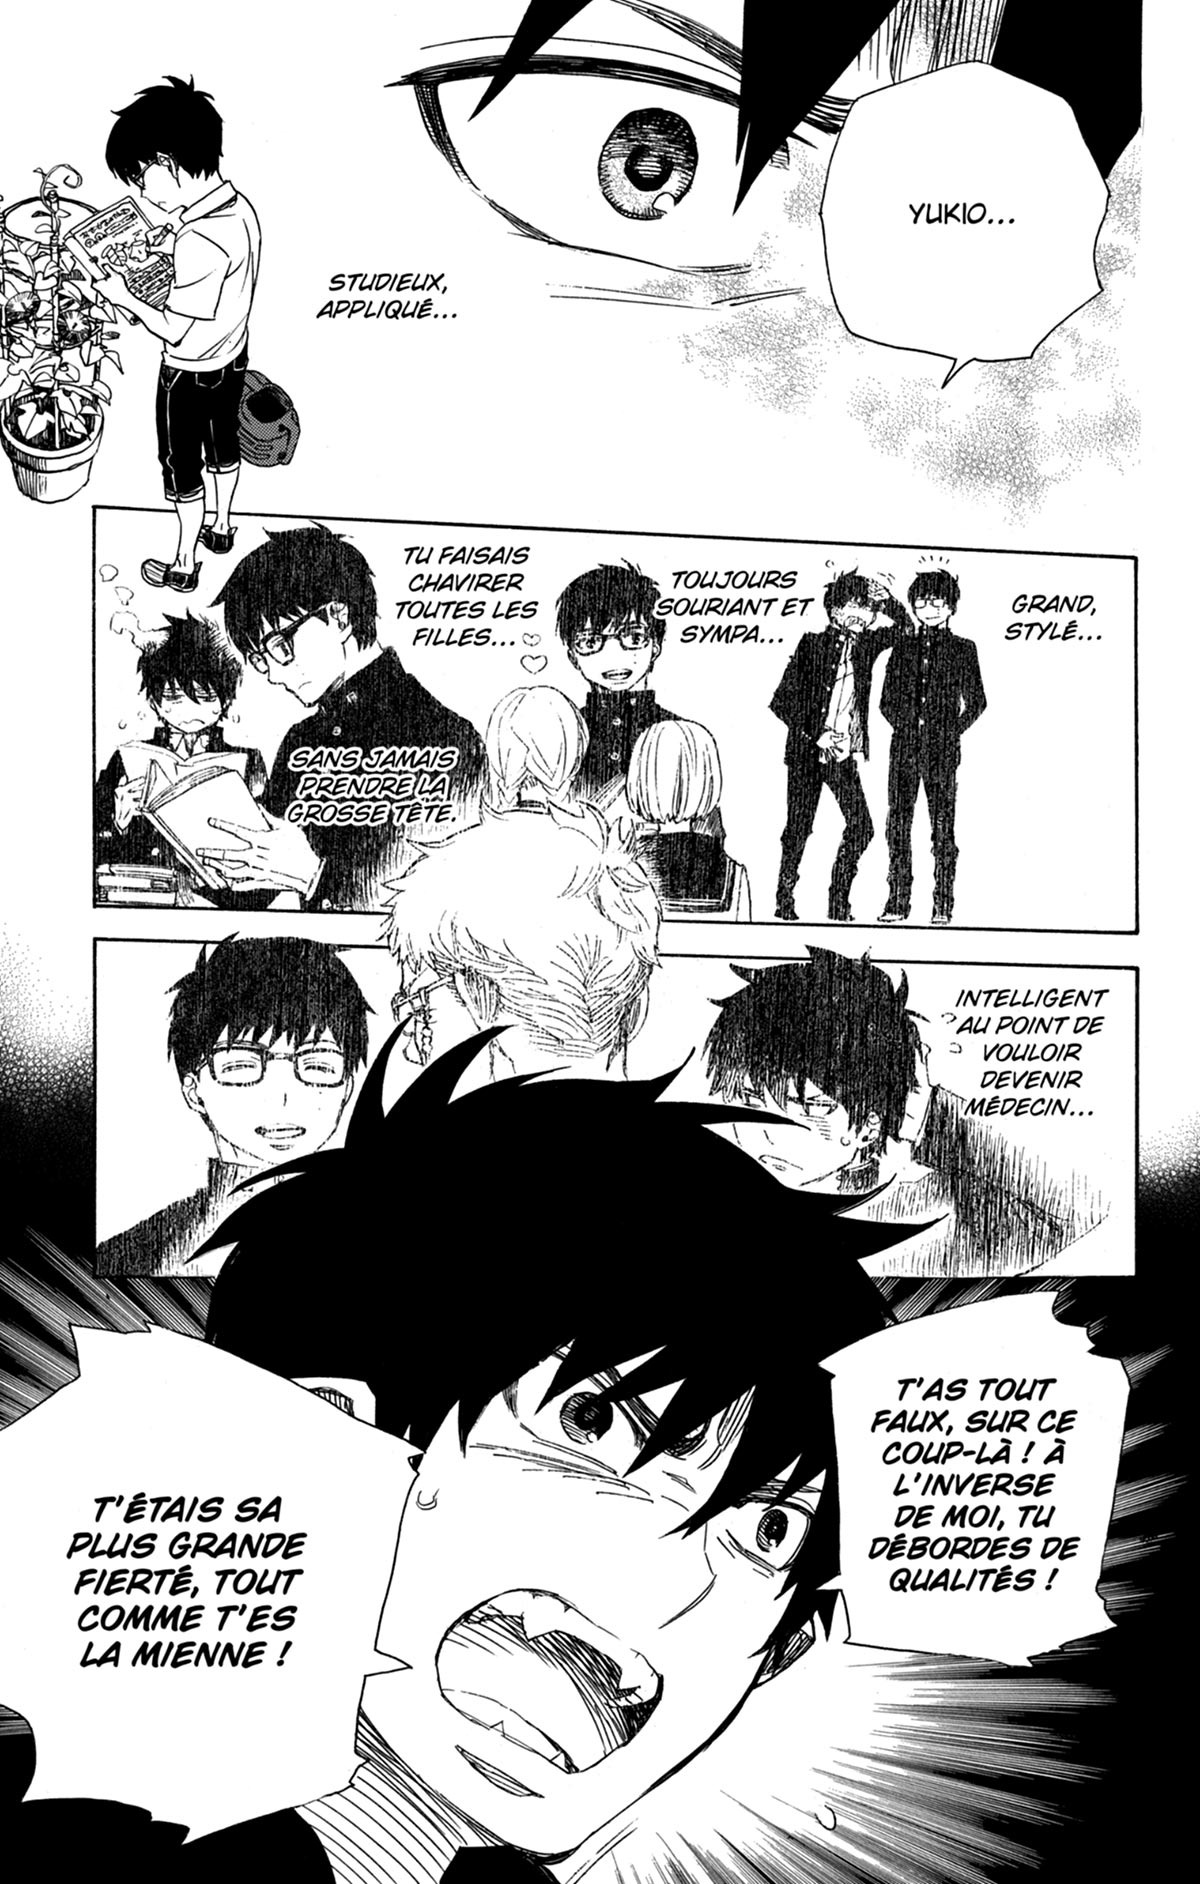 YUKIO...
STUDIEUX,
APPLIQUÉ...
GRAND,
STYLÉ...
TOUJOURS
SOURIANT ET
SYMPA...
TU FAISAIS
CHAVIRER
TOUTES LES
FILLES...
SANS JAMAIS
PRENDRE LA
GROSSE TÊTE.
INTELLIGENT
AU POINT DE
VOULOIR
DEVENIR
MÉDECIN...
T'AS TOUT
FAUX, SUR CE
COUP-LÀ ! À
L'INVERSE
DE MOI, TU
DÉBORDES DE
QUALITÉS !
T'ÉTAIS SA
PLUS GRANDE
FIERTÉ, TOUT
COMME T'ES
LA MIENNE !